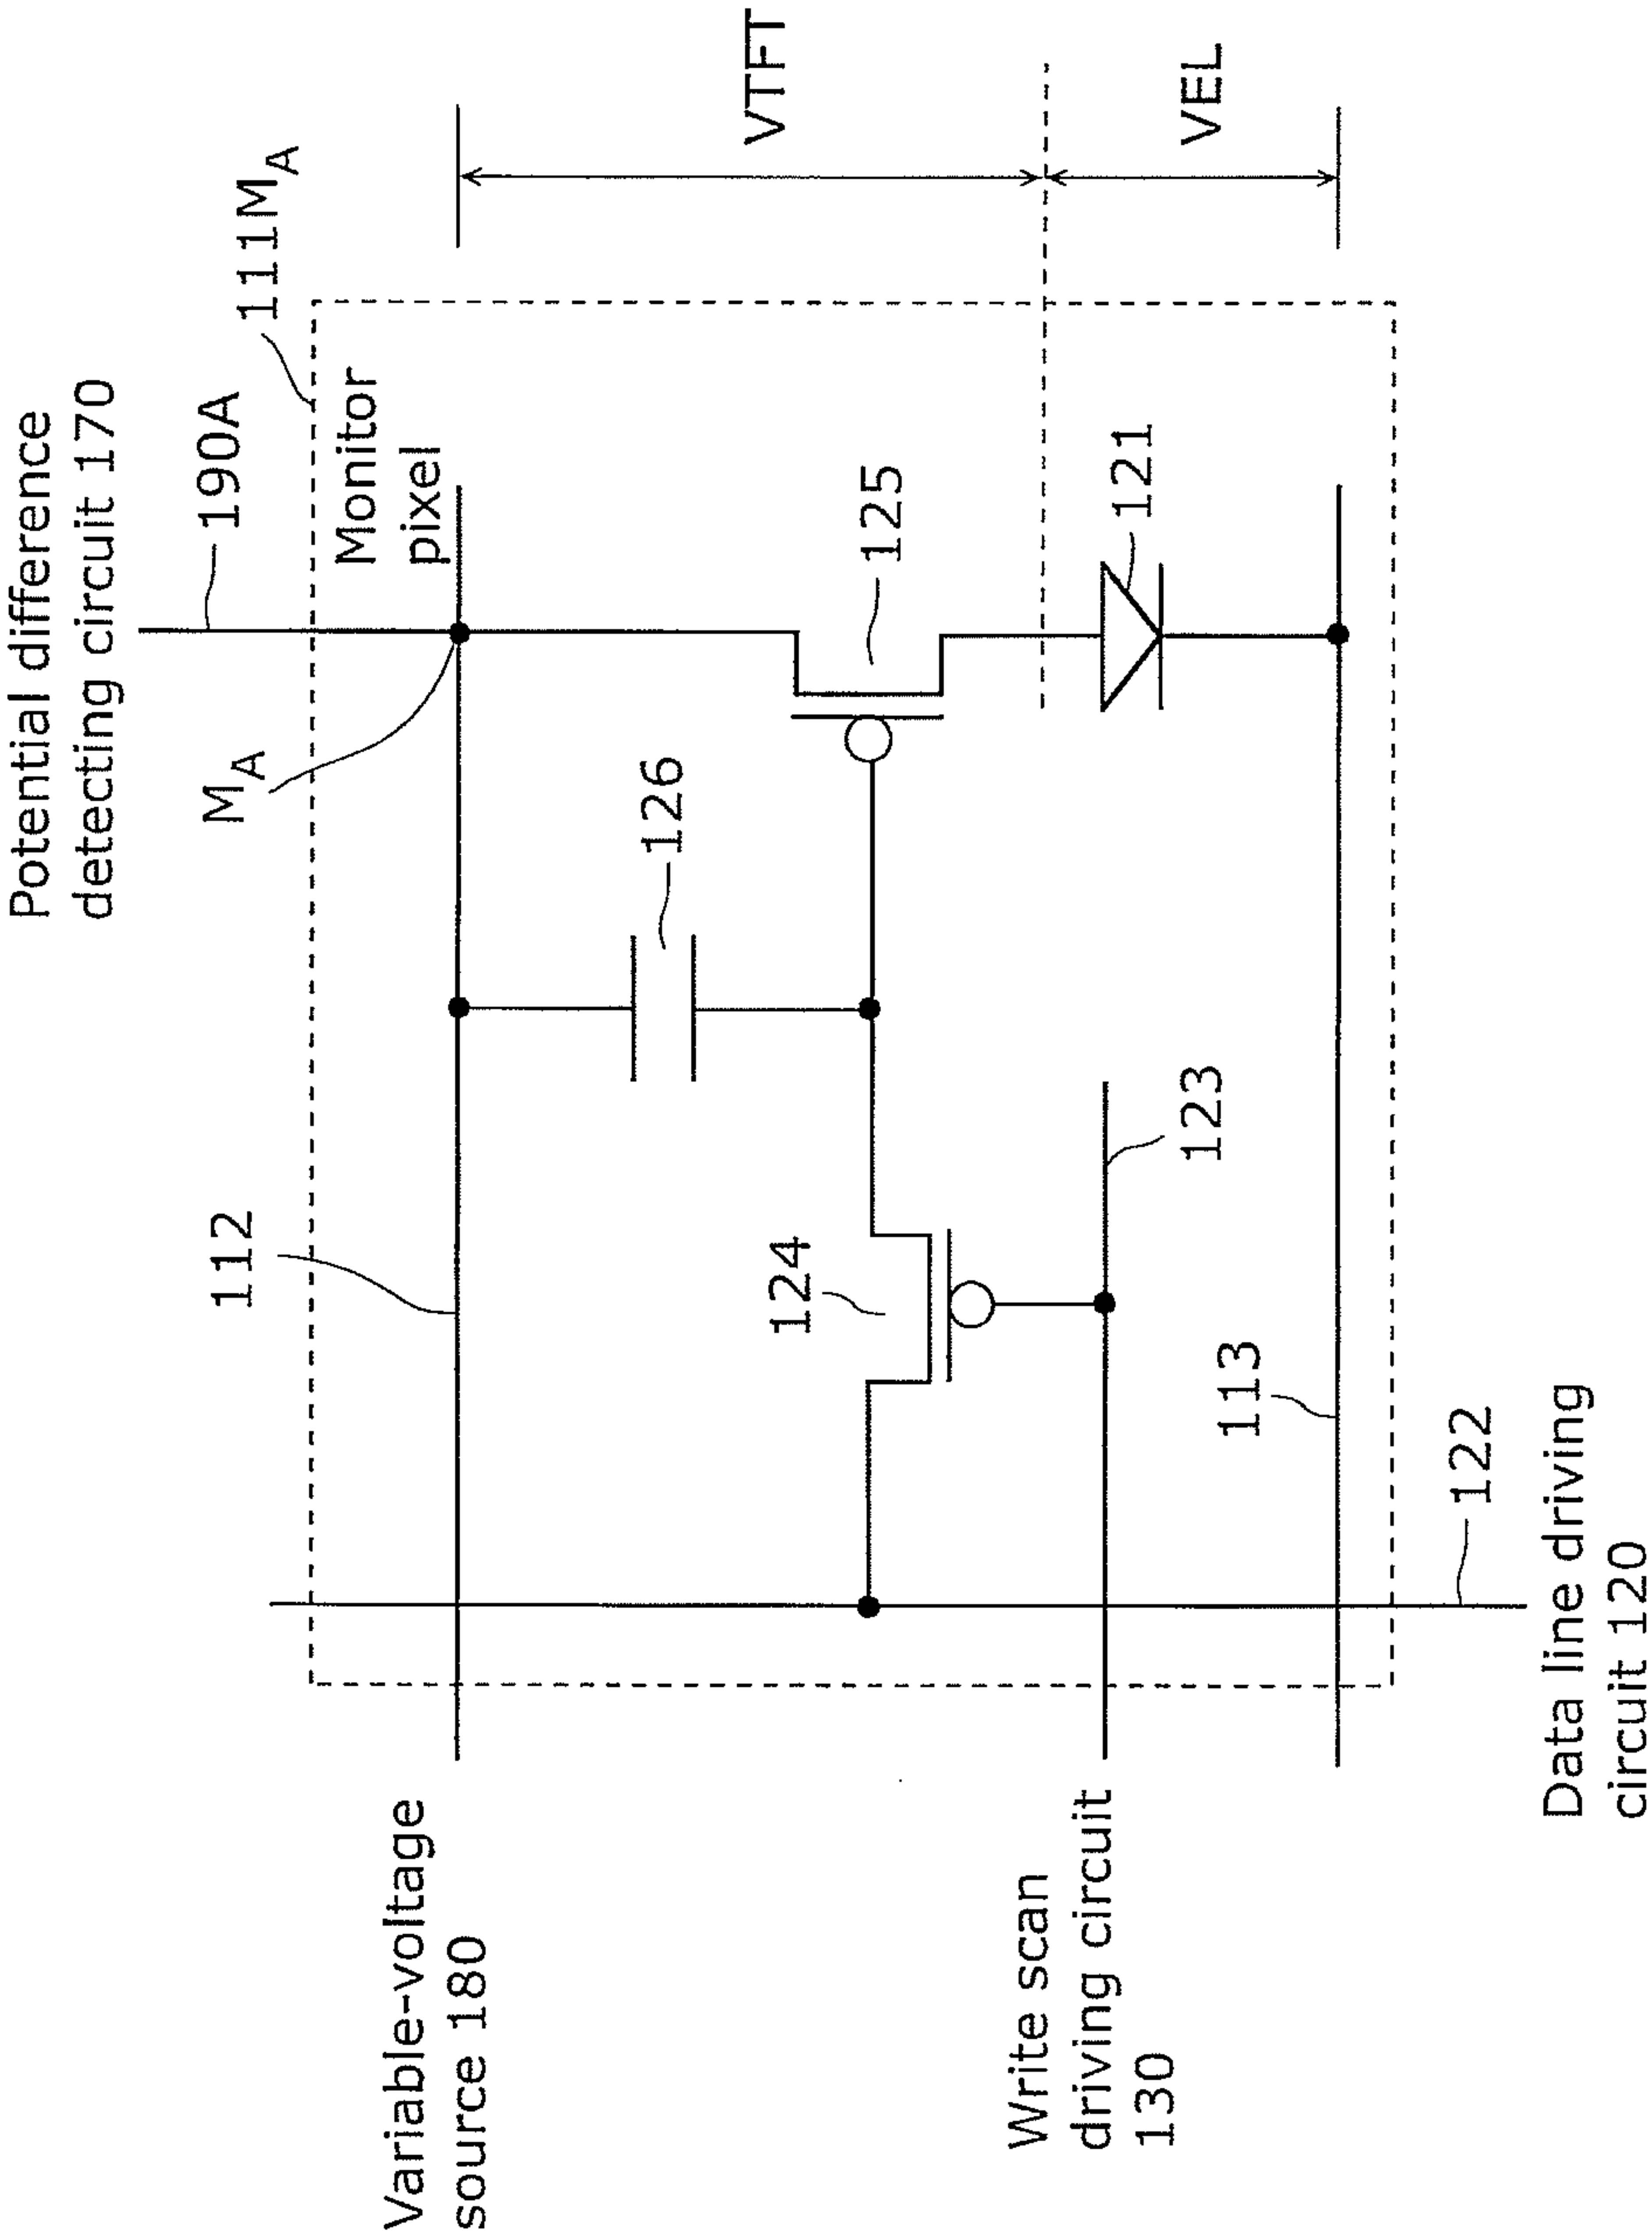 Potential difference
detecting circuit 170
190A
111MA
MA
Monitor
pixel
112
126
125
VTFT
124
121
VEL
123
113
122
Variable-voltage
source 180
Write scan
driving circuit
130
Data line driving
circuit 120